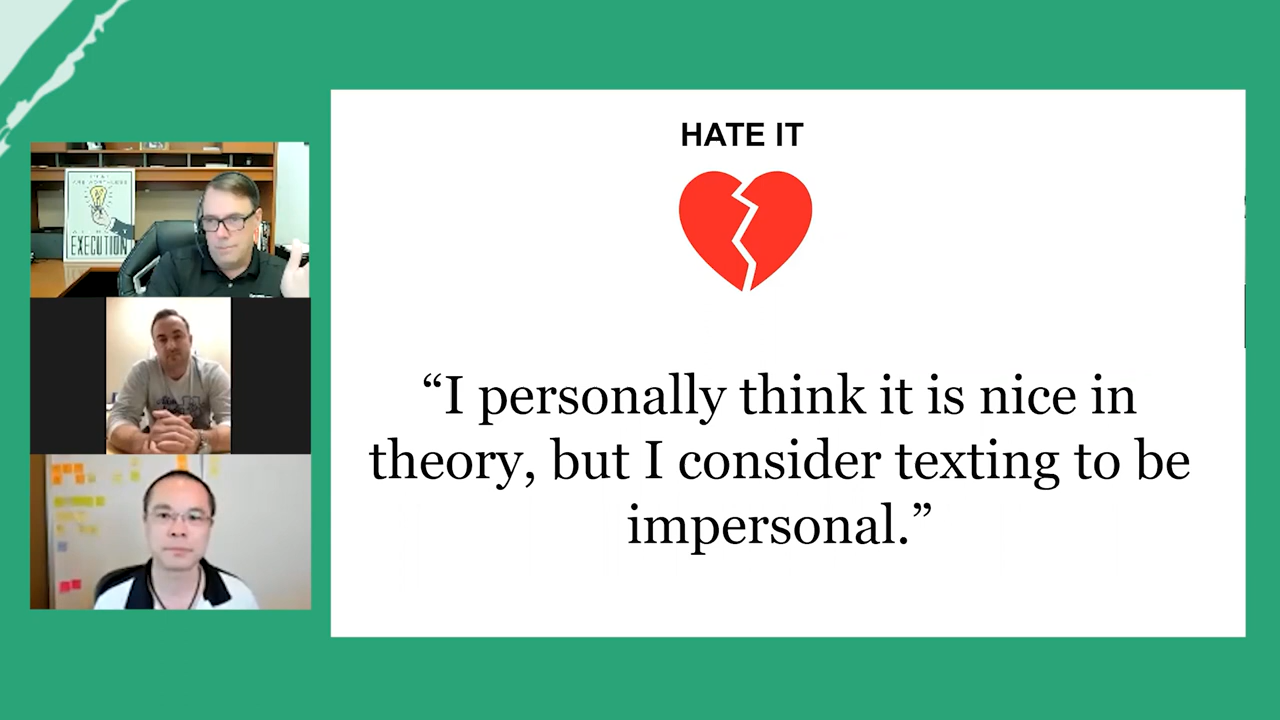 HATE IT
“I personally think it is nice in
theory, but I consider texting to be
impersonal.”
EXECUTION